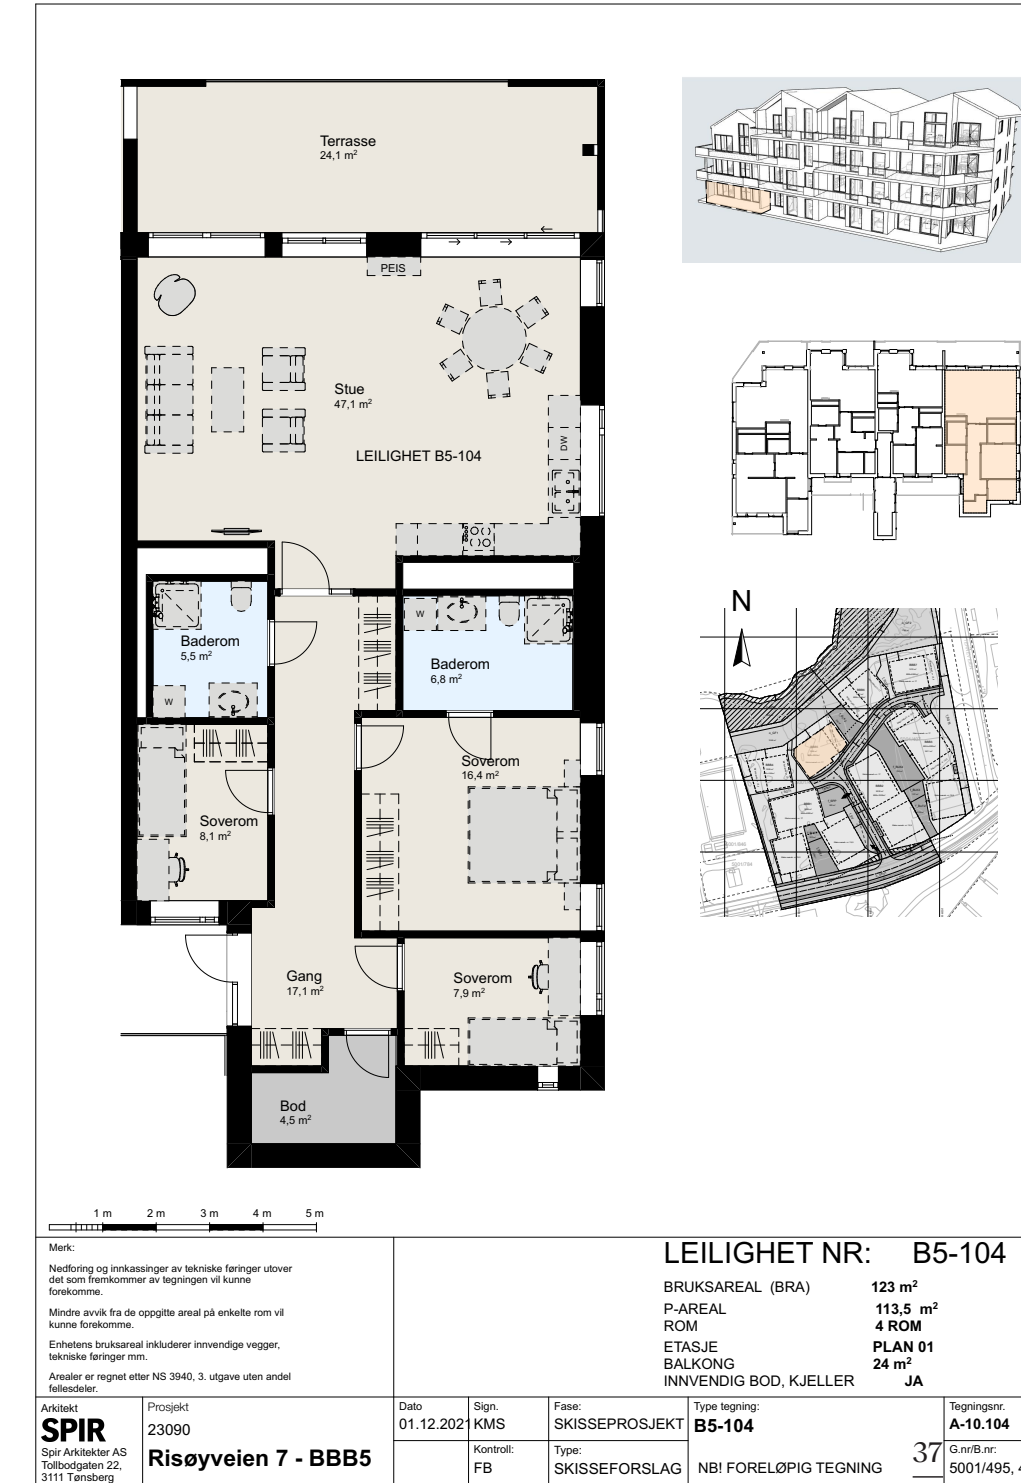 Terrasse
24,1 m²
PEIS
Stue
47,1 m²
DW
LEILIGHET B5-104
N
Baderom
5,5 m²
W
W
Baderom
6,8 m²
Soverom
16,4 m²
Soverom
8,1 m²
Gang
17,1 m²
Soverom
7,9 m²
Bod
4,5 m²
1 m 2 m 3 m 4 m 5 m
Merk:
Nedforing og innkassinger av tekniske føringer utover
det som fremkommer av tegningen vil kunne
forekomme.
Mindre avvik fra de oppgitte areal på enkelte rom vil
kunne forekomme.
Enhetens bruksareal inkluderer innvendige vegger,
tekniske føringer mm.
Arealer er regnet etter NS 3940, 3. utgave uten andel
fellesdeler.
LEILIGHET NR: B5-104
BRUKSAREAL (BRA) 123 m²
P-AREAL 113,5 m²
ROM 4 ROM
ETASJE PLAN 01
BALKONG 24 m²
INNVENDIG BOD, KJELLER JA
Arkitekt
SPIR
Spir Arkitekter AS
Tollbodgaten 22,
3111 Tønsberg
Prosjekt
23090
Risøyveien 7 - BBB5
Dato
01.12.2021
Sign.
KMS
Kontroll:
FB
Fase:
SKISSEPROSJEKT
Type:
SKISSEFORSLAG
Type tegning:
B5-104
NB! FORELØPIG TEGNING
37
Tegningsnr.
A-10.104
G.nr/B.nr:
5001/495, 4